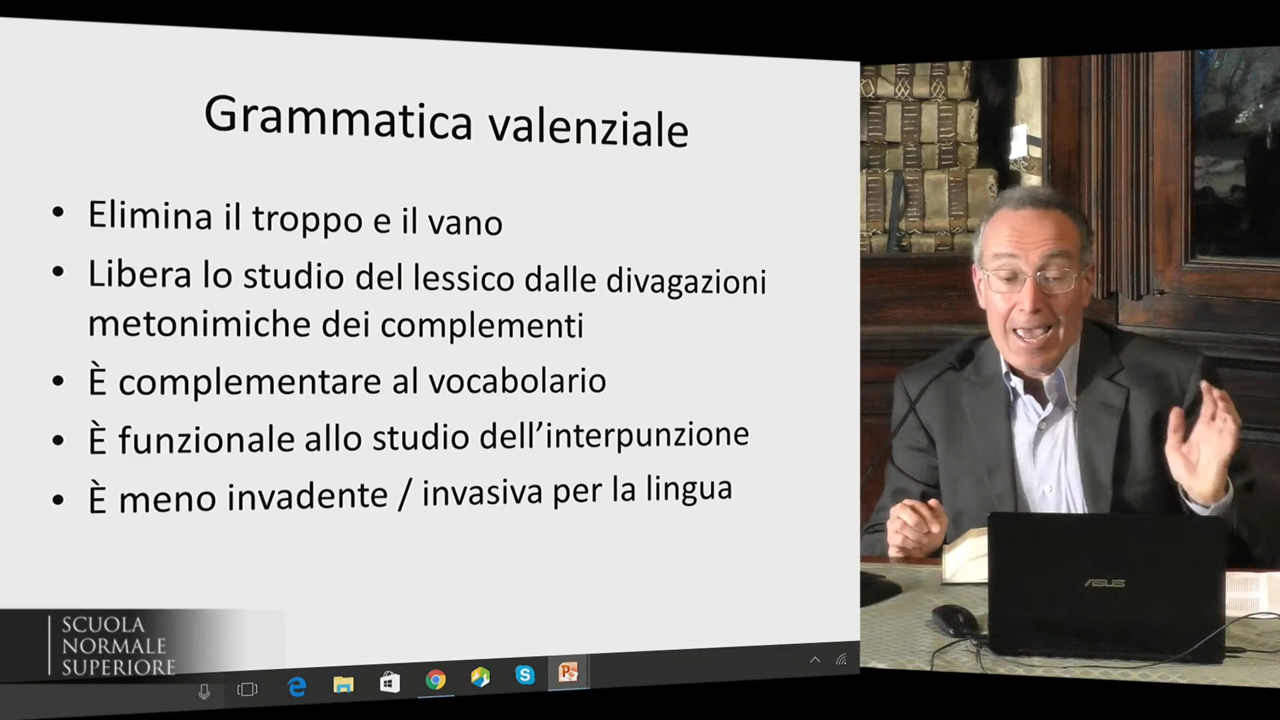 Grammatica valenziale
• Elimina il troppo e il vano
• Libera lo studio del lessico dalle divagazioni
metonimiche dei complementi
• È complementare al vocabolario
• È funzionale allo studio dell’interpunzione
• È meno invadente / invasiva per la lingua
SCUOLA
NORMALE
SUPERIORE
ASUS